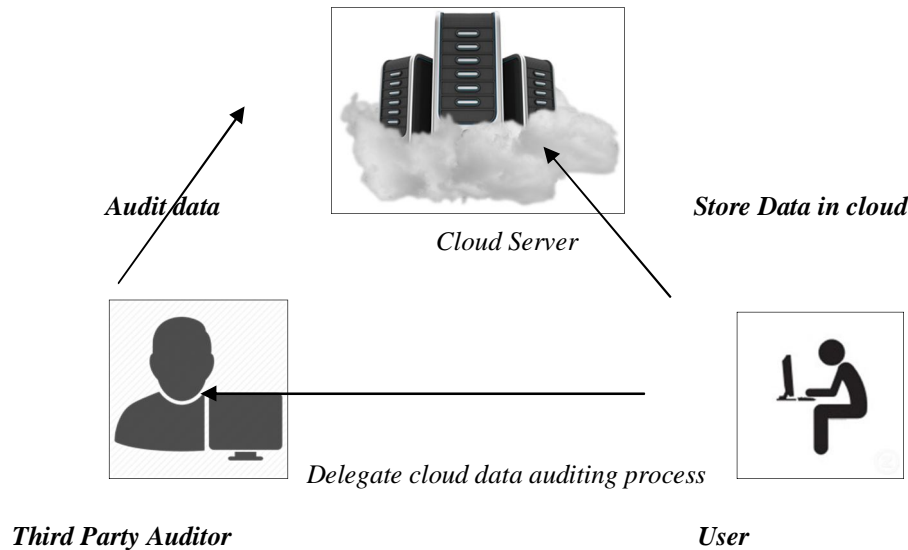 Audit data
Store Data in cloud
Cloud Server
Delegate cloud data auditing process
Third Party Auditor
User